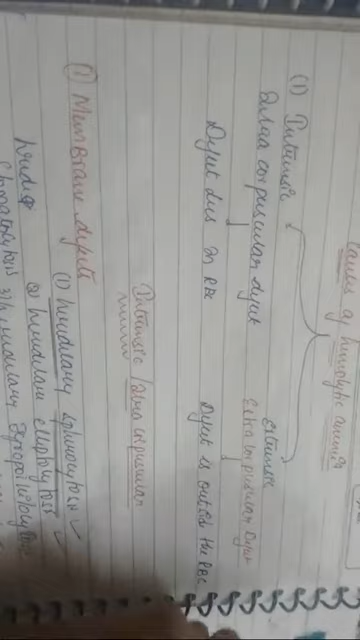 Causes of hemolytic anemia
(1) Intrinsic
extrinsic
Intra corpuscular defect
Extra corpuscular defect
Defect lies in RBC
Defect is outside the RBC
Intrinsic / Intra corpuscular
(1) Membrane defects
(1) hereditary spherocytosis ✓
(2) hereditary elliptocytosis ✓